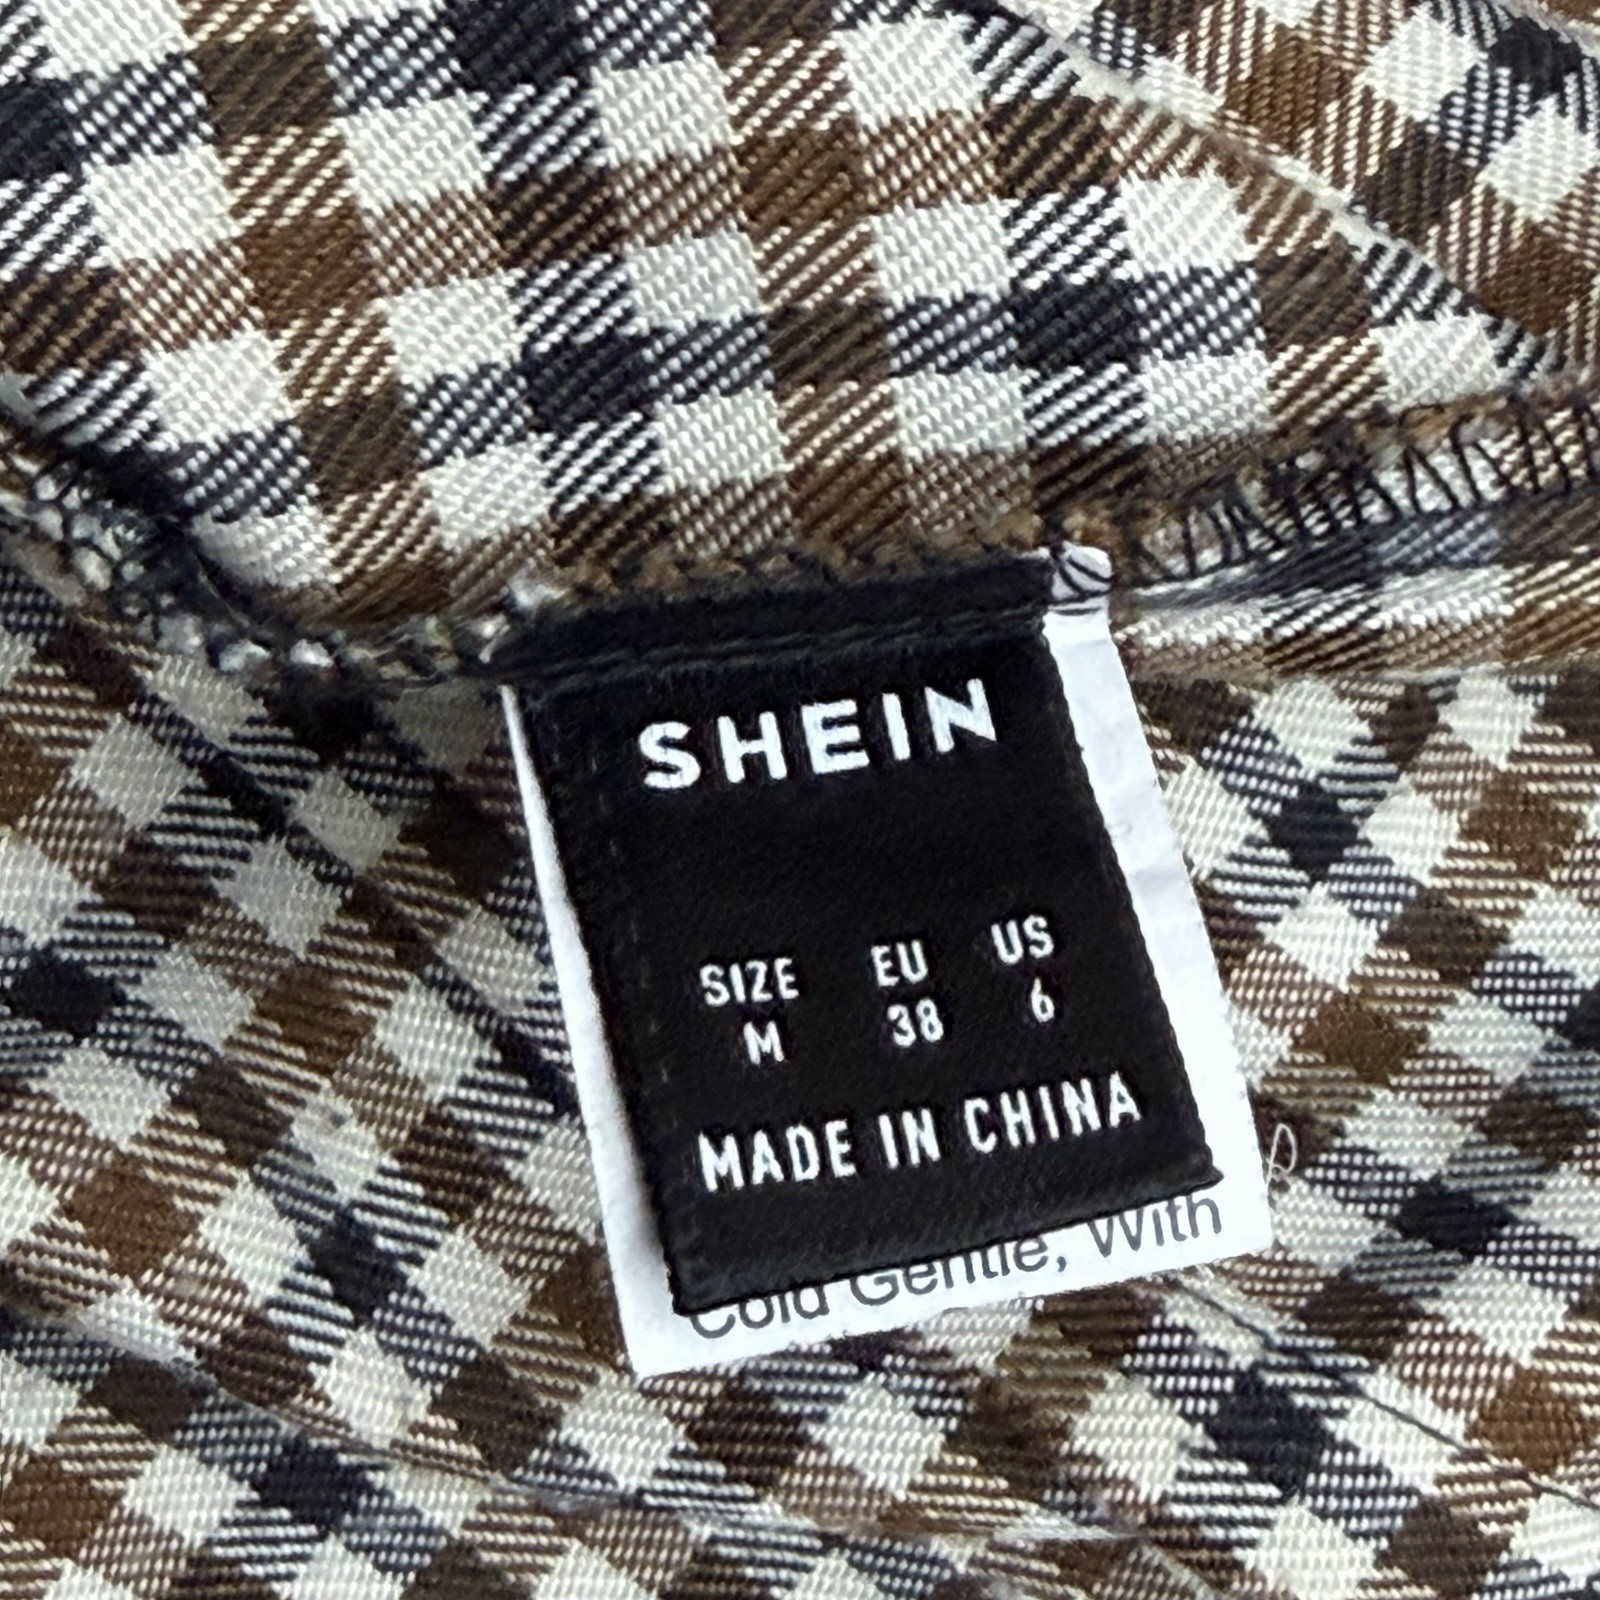 SHEIN
SIZE EU US
M 38 6
MADE IN CHINA
Cold Gentle, With